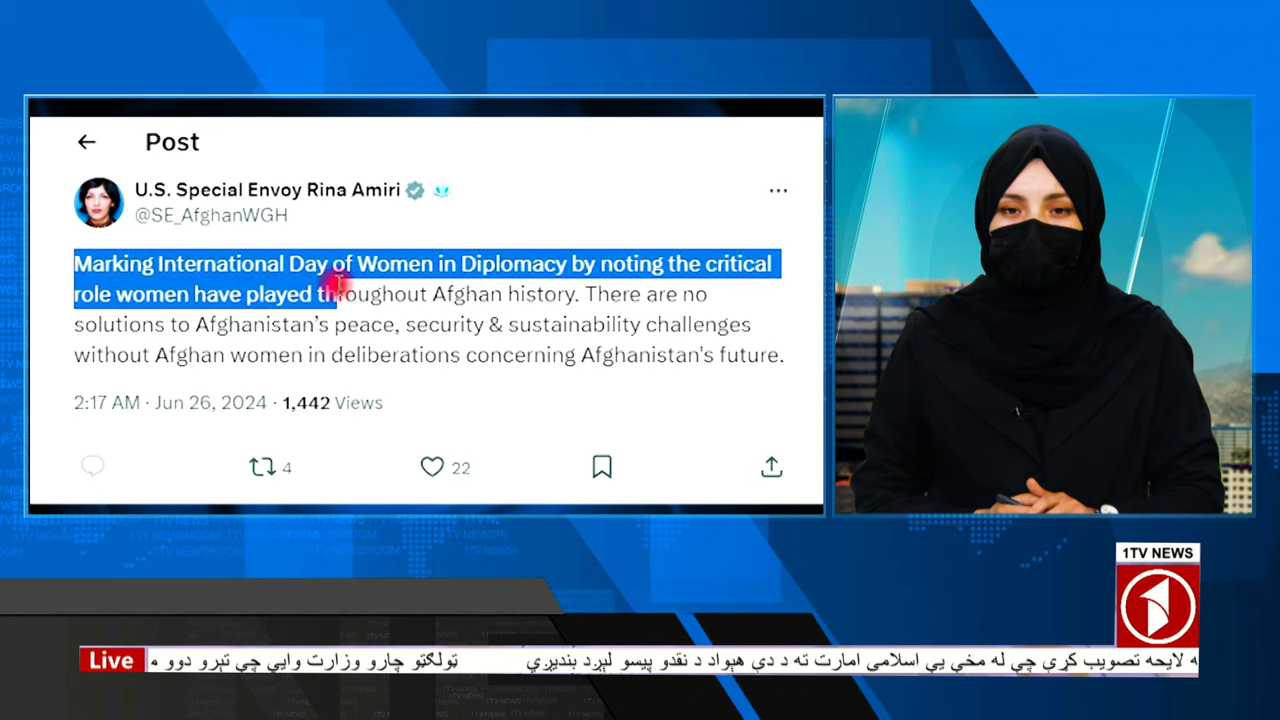 Post
U.S. Special Envoy Rina Amiri
@SE_AfghanWGH
Marking International Day of Women in Diplomacy by noting the critical
role women have played throughout Afghan history. There are no
solutions to Afghanistan’s peace, security & sustainability challenges
without Afghan women in deliberations concerning Afghanistan's future.
2:17 AM · Jun 26, 2024 · 1,442 Views
4
22
1TV NEWS
Live
ه لایحه تصویب کړې چې له مخې یې اسلامی امارت ته د دې هېواد د نقدو پیسو لېږد بندیږي
ټولګټو چارو وزارت وایي چې تېرو دوو م